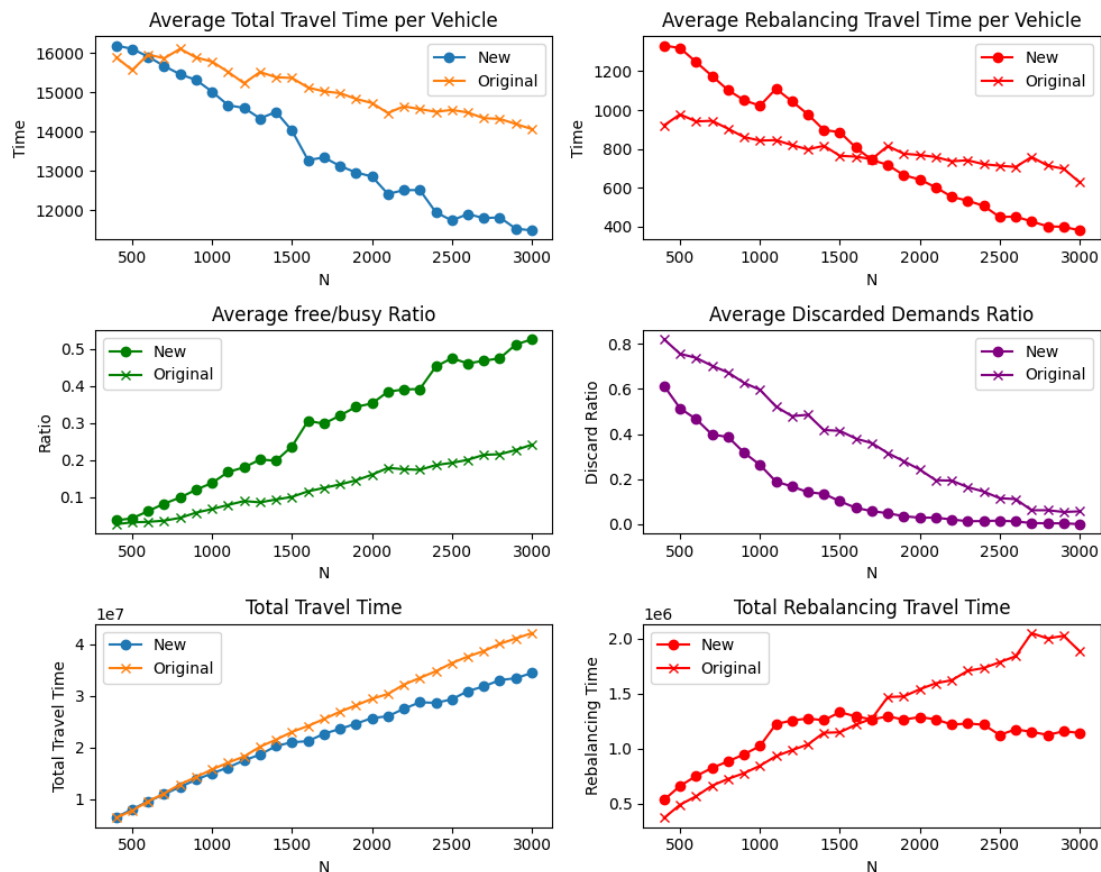 Average Total Travel Time per Vehicle
Time
16000
15000
14000
13000
12000
New
Original
500 1000 1500 2000 2500 3000
N
Average Rebalancing Travel Time per Vehicle
Time
1200
1000
800
600
400
New
Original
500 1000 1500 2000 2500 3000
N
Average free/busy Ratio
Ratio
0.5
0.4
0.3
0.2
0.1
New
Original
500 1000 1500 2000 2500 3000
N
Average Discarded Demands Ratio
Discard Ratio
0.8
0.6
0.4
0.2
0.0
New
Original
500 1000 1500 2000 2500 3000
N
Total Travel Time
1e7
Total Travel Time
4
3
2
1
New
Original
500 1000 1500 2000 2500 3000
N
Total Rebalancing Travel Time
1e6
Rebalancing Time
2.0
1.5
1.0
0.5
New
Original
500 1000 1500 2000 2500 3000
N